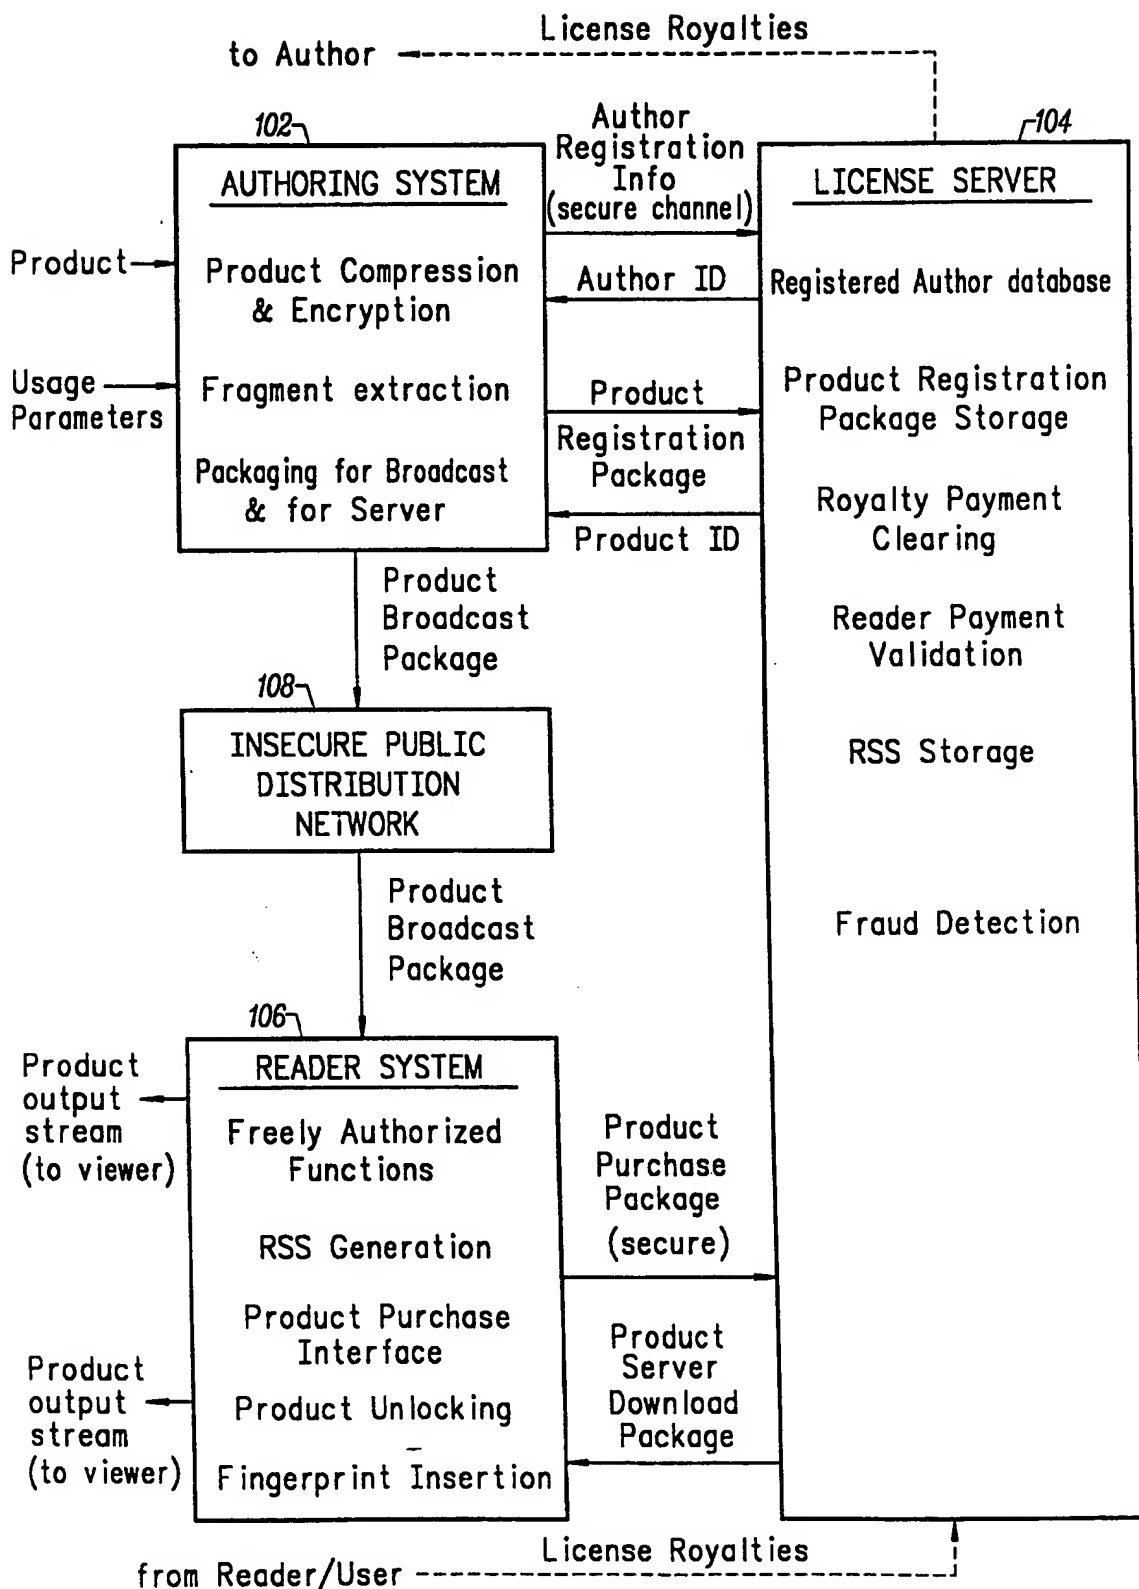 License Royalties
to Author
102
AUTHORING SYSTEM
Product Compression
& Encryption
Fragment extraction
Packaging for Broadcast
& for Server
Product
Usage
Parameters
Author
Registration
Info
(secure channel)
Author ID
Product
Registration
Package
Product ID
104
LICENSE SERVER
Registered Author database
Product Registration
Package Storage
Royalty Payment
Clearing
Reader Payment
Validation
RSS Storage
Fraud Detection
Product
Broadcast
Package
108
INSECURE PUBLIC
DISTRIBUTION
NETWORK
Product
Broadcast
Package
106
READER SYSTEM
Freely Authorized
Functions
RSS Generation
Product Purchase
Interface
Product Unlocking
Fingerprint Insertion
Product
output
stream
(to viewer)
Product
output
stream
(to viewer)
Product
Purchase
Package
(secure)
Product
Server
Download
Package
License Royalties
from Reader/User